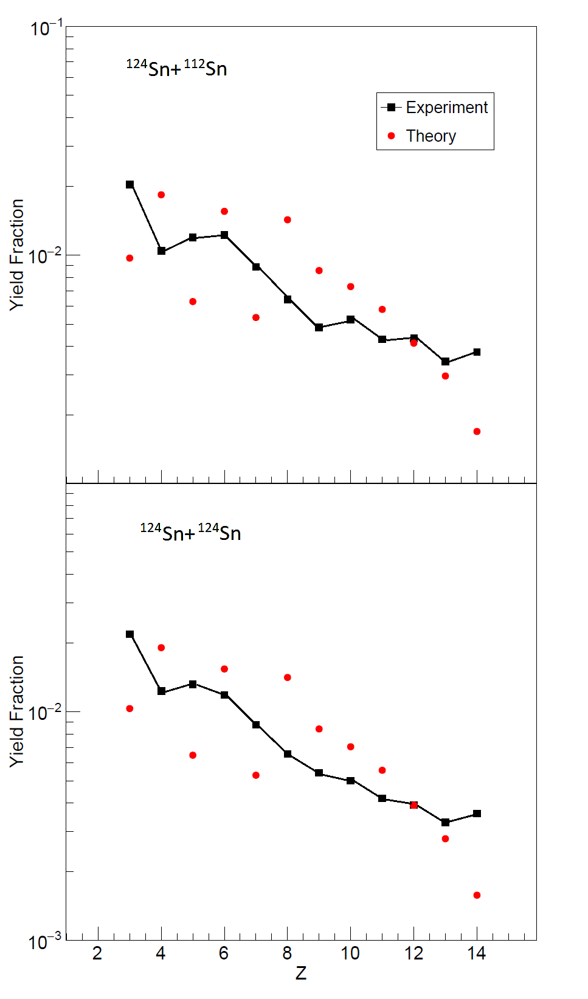 10⁻¹
¹²⁴Sn+¹¹²Sn
Experiment
Theory
Yield Fraction
10⁻²
¹²⁴Sn+¹²⁴Sn
Yield Fraction
10⁻²
10⁻³
2 4 6 8 10 12 14
Z